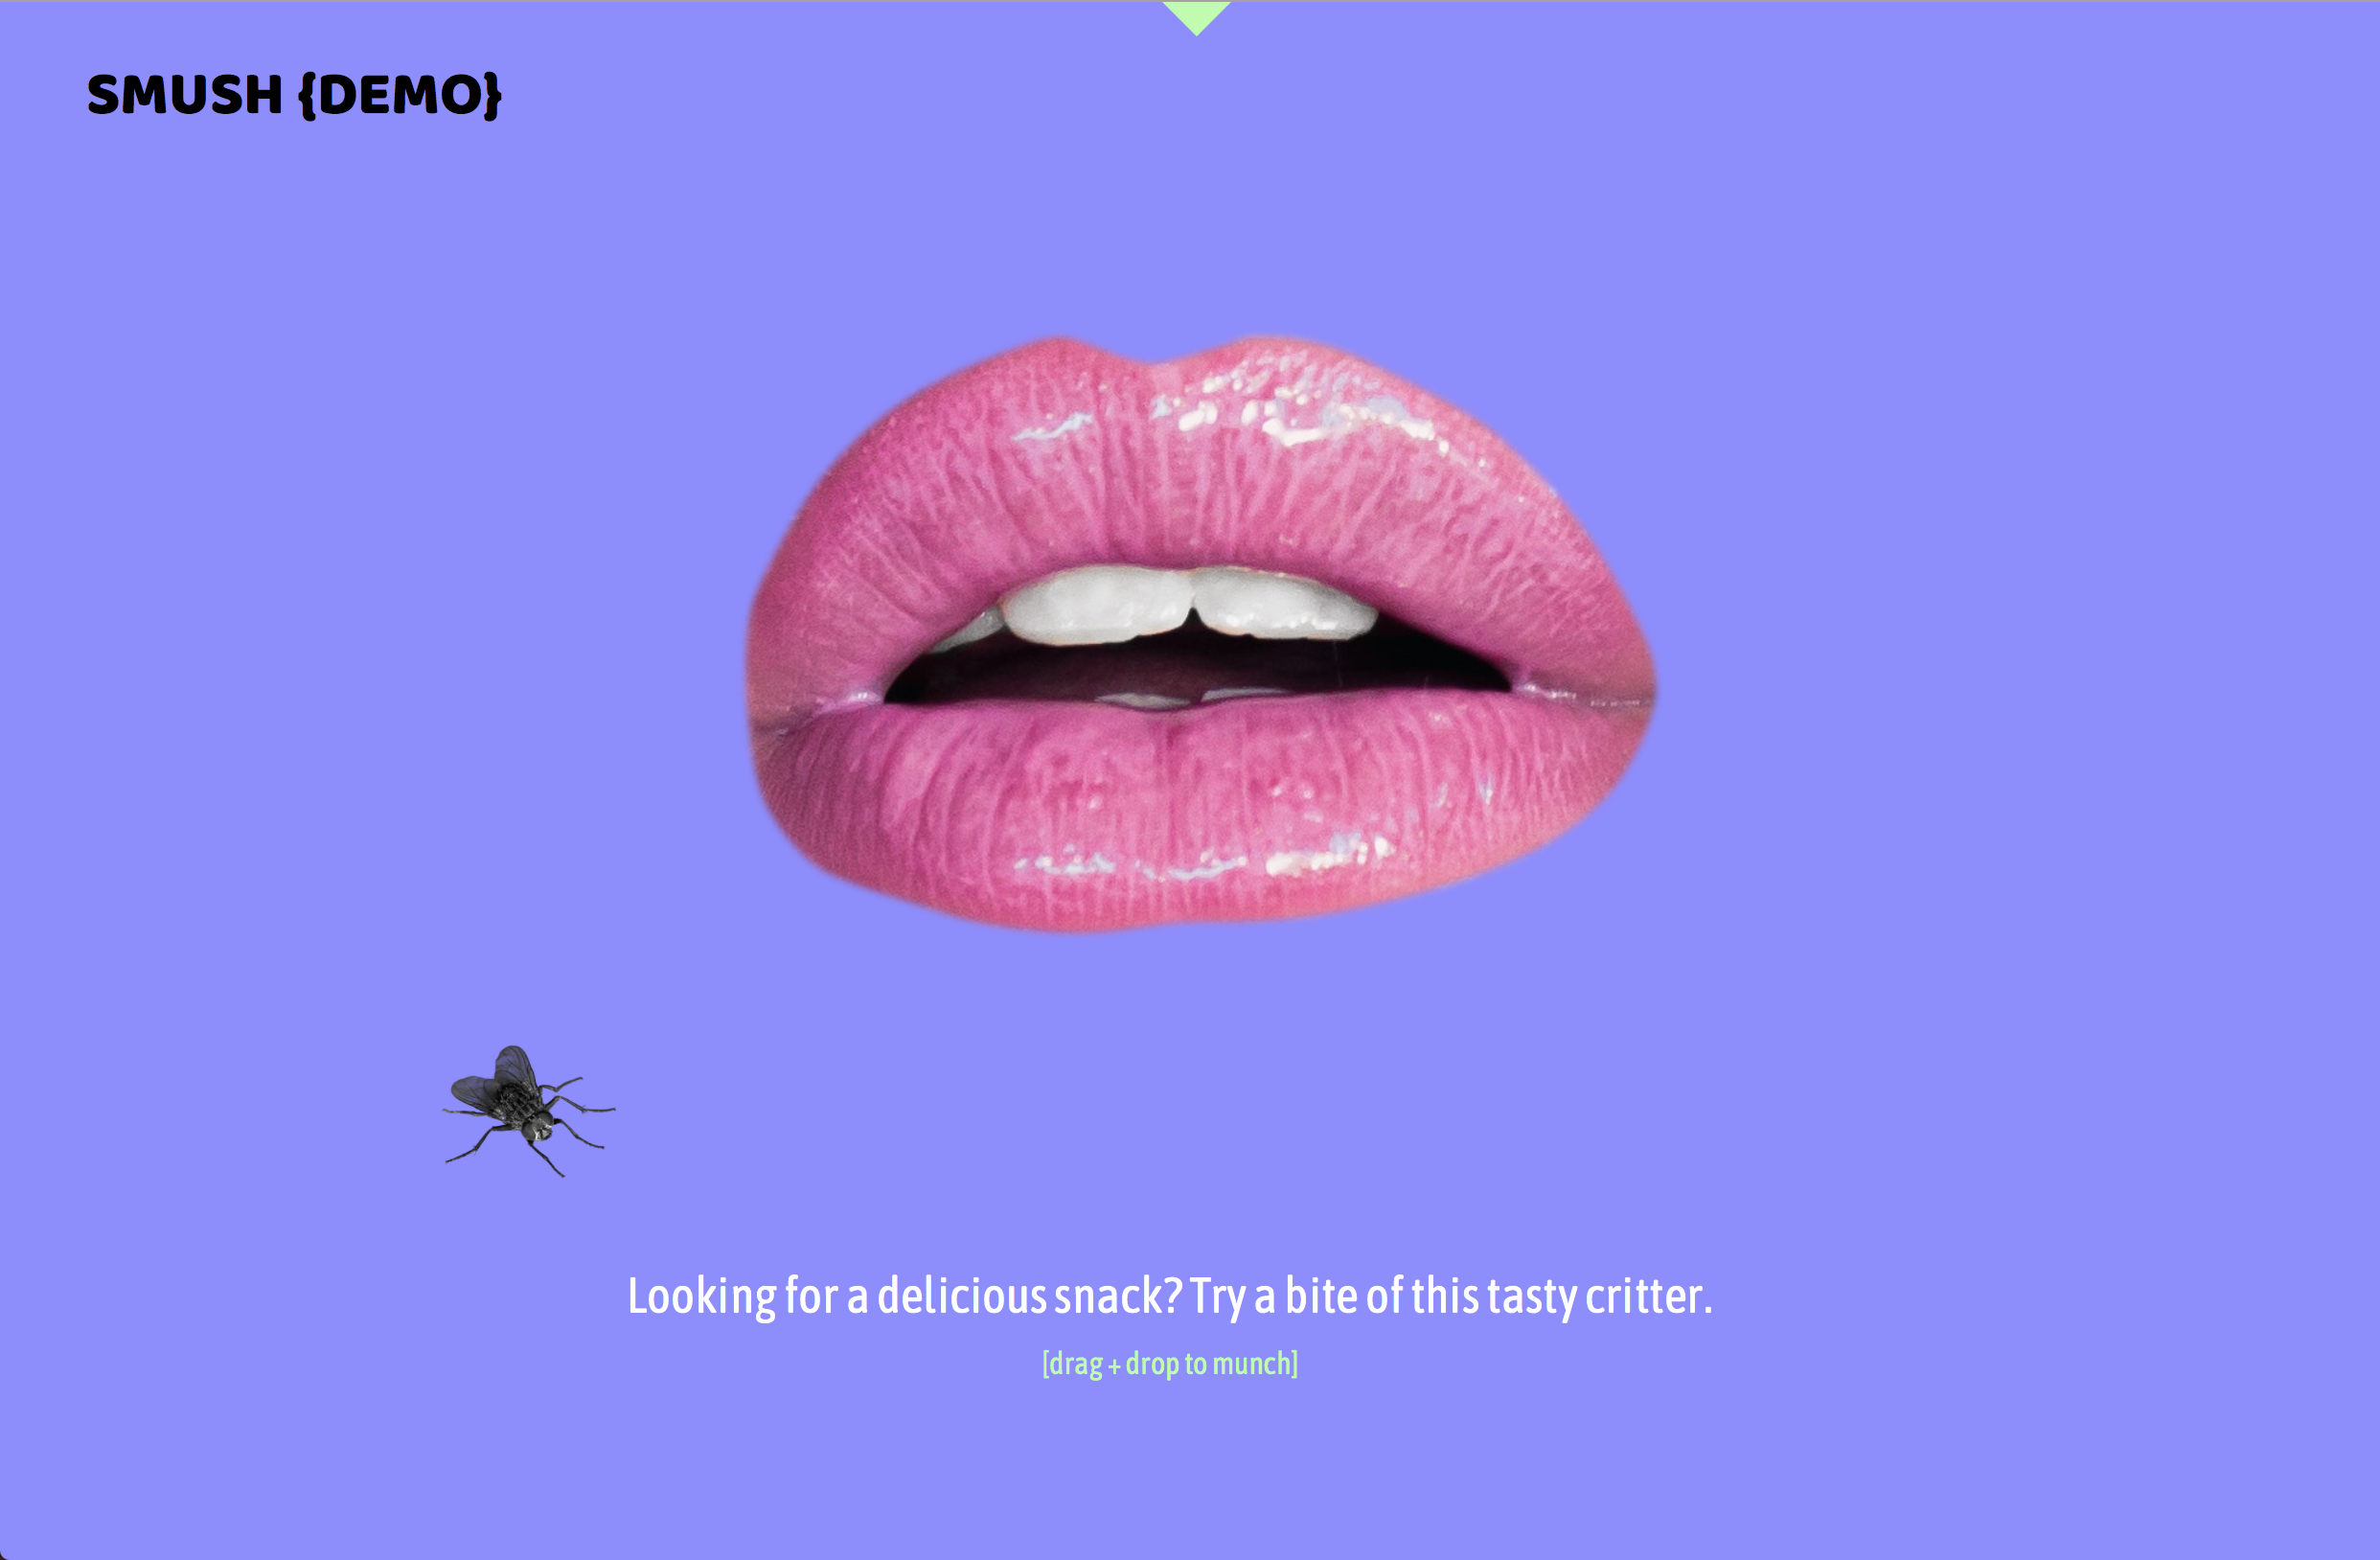 SMUSH {DEMO}
Looking for a delicious snack? Try a bite of this tasty critter.
[drag + drop to munch]